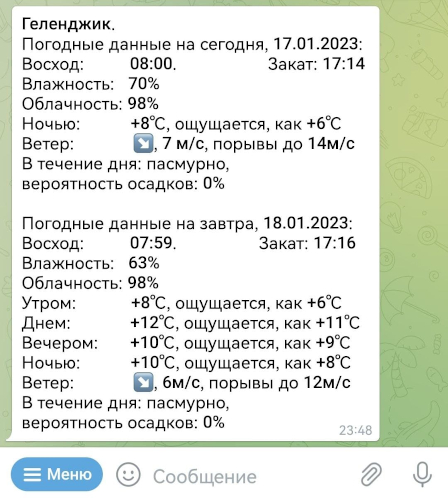 Геленджик.
Погодные данные на сегодня, 17.01.2023:
Восход: 08:00. Закат: 17:14
Влажность: 70%
Облачность: 98%
Ночью: +8°C, ощущается, как +6°C
Ветер: ↘️, 7 м/с, порывы до 14м/с
В течение дня: пасмурно,
вероятность осадков: 0%
Погодные данные на завтра, 18.01.2023:
Восход: 07:59. Закат: 17:16
Влажность: 63%
Облачность: 98%
Утром: +8°C, ощущается, как +6°C
Днем: +12°C, ощущается, как +11°C
Вечером: +10°C, ощущается, как +9°C
Ночью: +10°C, ощущается, как +8°C
Ветер: ↘️, 6м/с, порывы до 12м/с
В течение дня: пасмурно,
вероятность осадков: 0%
23:48
Меню Сообщение